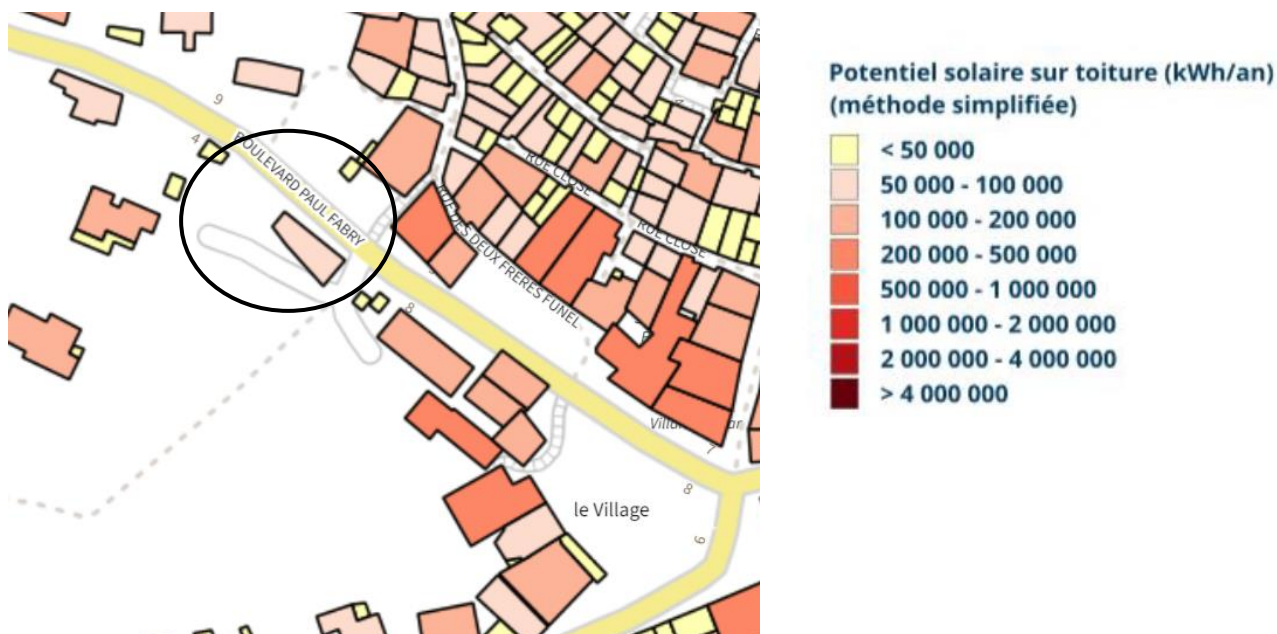 9
4
BOULEVARD PAUL FABRY
RUE CLOSE
RUE CLOSE
RUE DES DEUX FRERES FUNEL
8
7
8
le Village
6
Potentiel solaire sur toiture (kWh/an)
(méthode simplifiée)
< 50 000
50 000 - 100 000
100 000 - 200 000
200 000 - 500 000
500 000 - 1 000 000
1 000 000 - 2 000 000
2 000 000 - 4 000 000
> 4 000 000